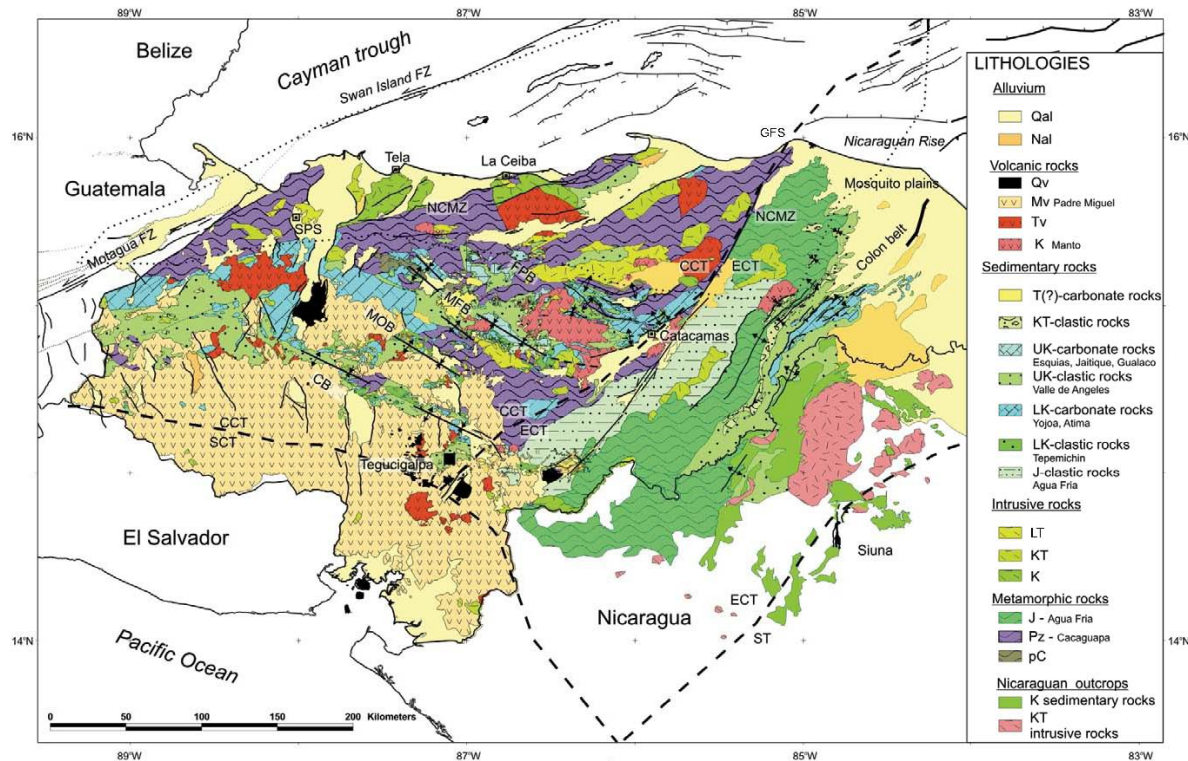 89°W
87°W
85°W
83°W
Belize
Cayman trough
Swan Island FZ
16°N
GFS
Nicaraguan Rise
16°N
Tela
La Ceiba
Guatemala
Mosquito plains
NCMZ
NCMZ
SPS
Motagua FZ
Colon belt
CCT
ECT
MFB
MOB
Catacamas
CB
CCT
CCT
ECT
SCT
Tegucigalpa
El Salvador
Siuna
Nicaragua
ECT
ST
14°N
14°N
Pacific Ocean
0 50 100 150 200 Kilometers
89°W
87°W
85°W
83°W
LITHOLOGIES
Alluvium
Qal
Nal
Volcanic rocks
Qv
Mv Padre Miguel
Tv
K Manto
Sedimentary rocks
T(?)-carbonate rocks
KT-clastic rocks
UK-carbonate rocks
Esquias, Jaitique, Gualaco
UK-clastic rocks
Valle de Angeles
LK-carbonate rocks
Yojoa, Atima
LK-clastic rocks
Tepemichin
J-clastic rocks
Agua Fria
Intrusive rocks
LT
KT
K
Metamorphic rocks
J - Agua Fria
Pz - Cacaguapa
pC
Nicaraguan outcrops
K sedimentary rocks
KT
intrusive rocks